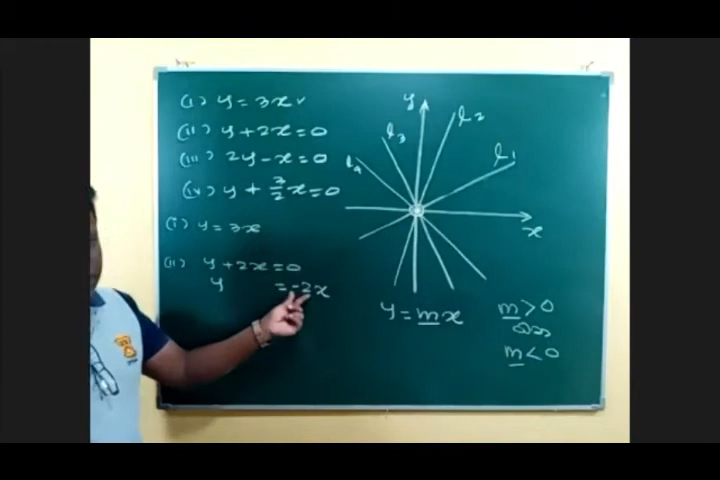 (i) y = 3x
(ii) y + 2x = 0
(iii) 2y - x = 0
(iv) y + 7/2 x = 0
(i) y = 3x
(ii) y + 2x = 0
y = -2x
y
l3
l2
l4
l1
x
y = mx
m > 0
m < 0